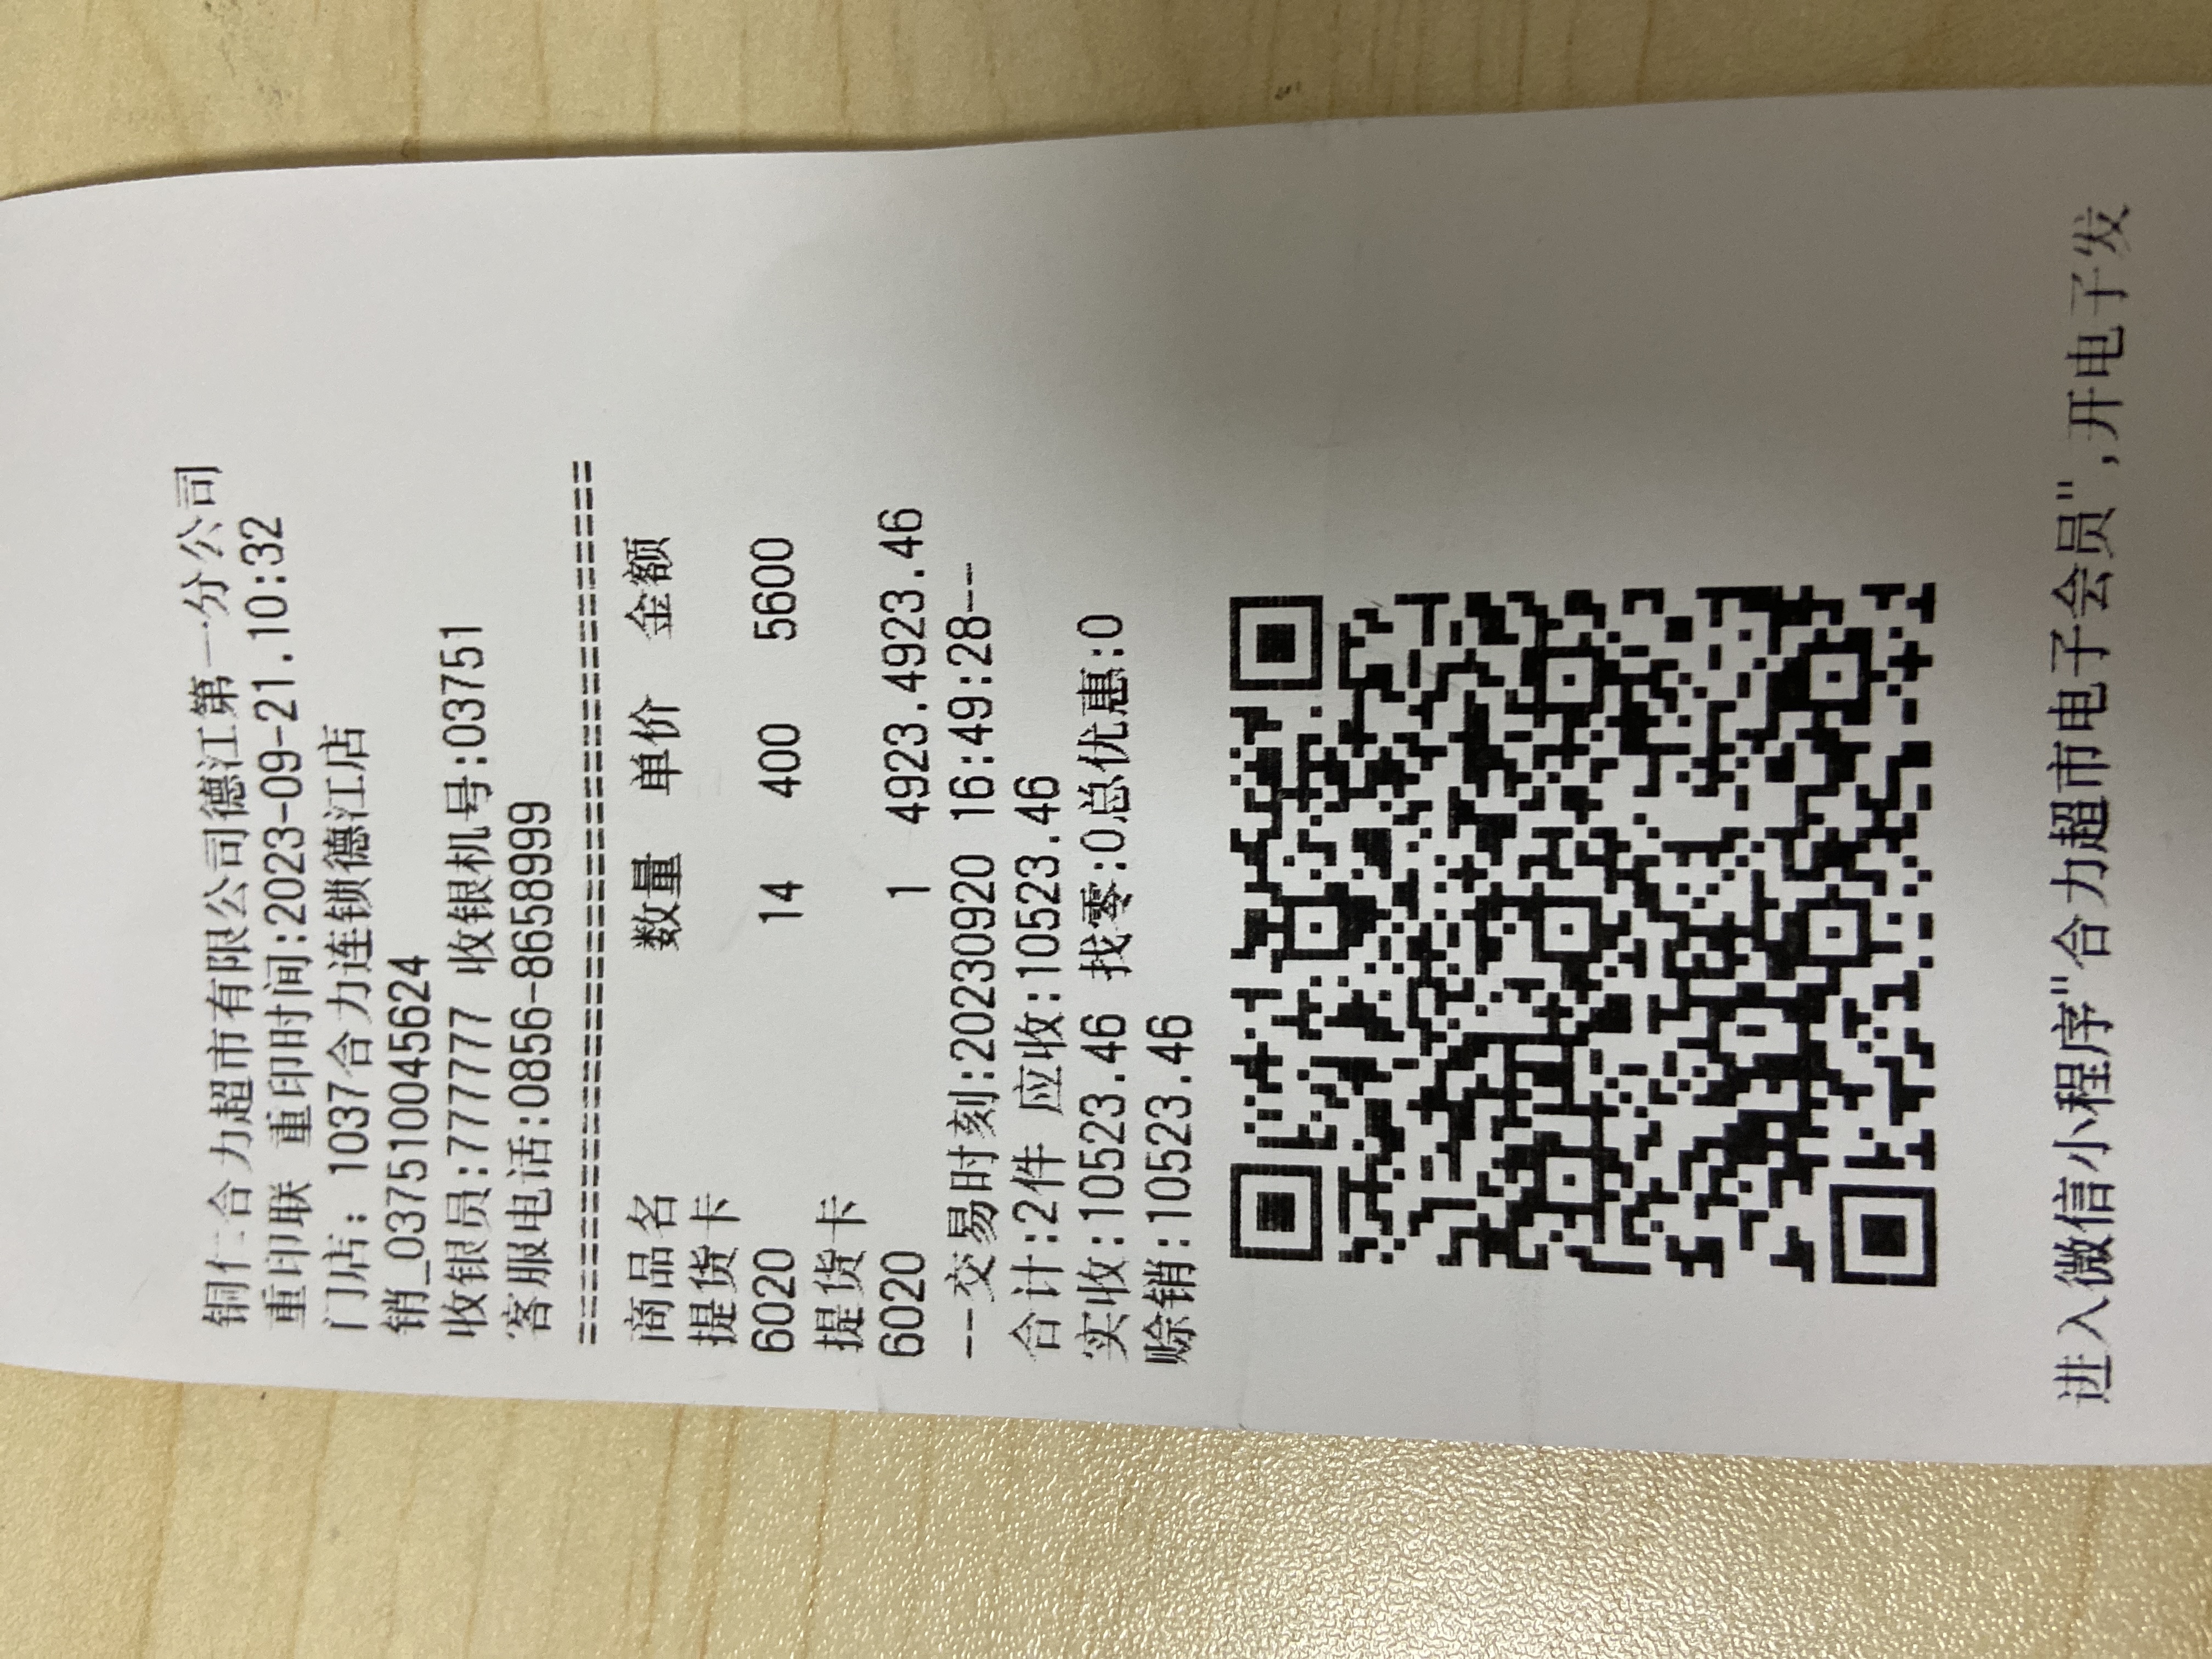 铜仁合力超市有限公司德江第一分公司
重印联 重印时间:2023-09-21.10:32
门店: 1037合力连锁德江店
销_0375100045624
收银员:777777 收银机号:03751
客服电话:0856-8658999
================================================
商品名 数量 单价 金额
提货卡
6020 14 400 5600
提货卡
6020 1 4923.4923.46
--交易时刻:20230920 16:49:28--
合计:2件 应收:10523.46
实收:10523.46 找零:0总优惠:0
赊销:10523.46
进入微信小程序"合力超市电子会员",开电子发